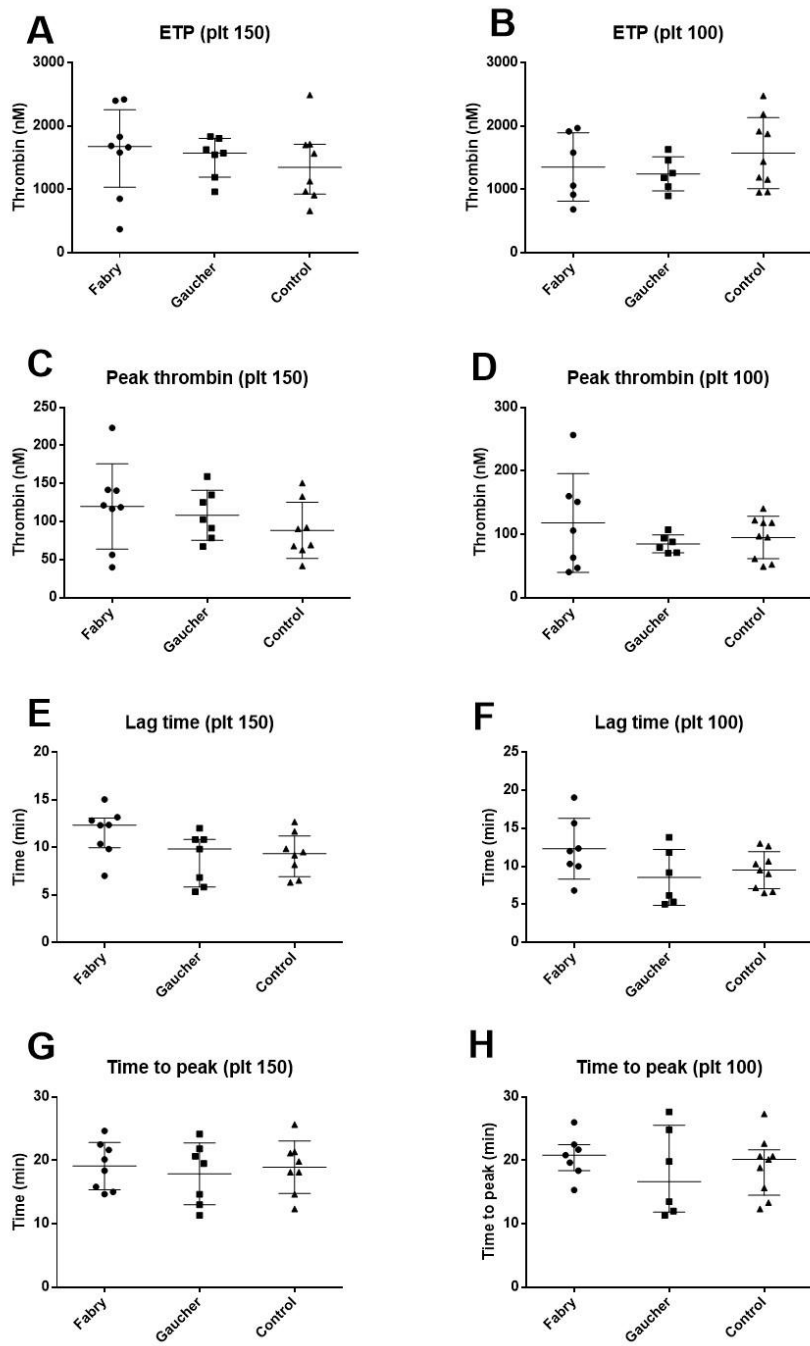 A
ETP (plt 150)
Thrombin (nM)
3000
2000
1000
0
Fabry
Gaucher
Control
B
ETP (plt 100)
Thrombin (nM)
3000
2000
1000
0
Fabry
Gaucher
Control
C
Peak thrombin (plt 150)
Thrombin (nM)
250
200
150
100
50
0
Fabry
Gaucher
Control
D
Peak thrombin (plt 100)
Thrombin (nM)
300
200
100
0
Fabry
Gaucher
Control
E
Lag time (plt 150)
Time (min)
20
15
10
5
0
Fabry
Gaucher
Control
F
Lag time (plt 100)
Time (min)
25
20
15
10
5
0
Fabry
Gaucher
Control
G
Time to peak (plt 150)
Time (min)
30
20
10
0
Fabry
Gaucher
Control
H
Time to peak (plt 100)
Time to peak (min)
30
20
10
0
Fabry
Gaucher
Control